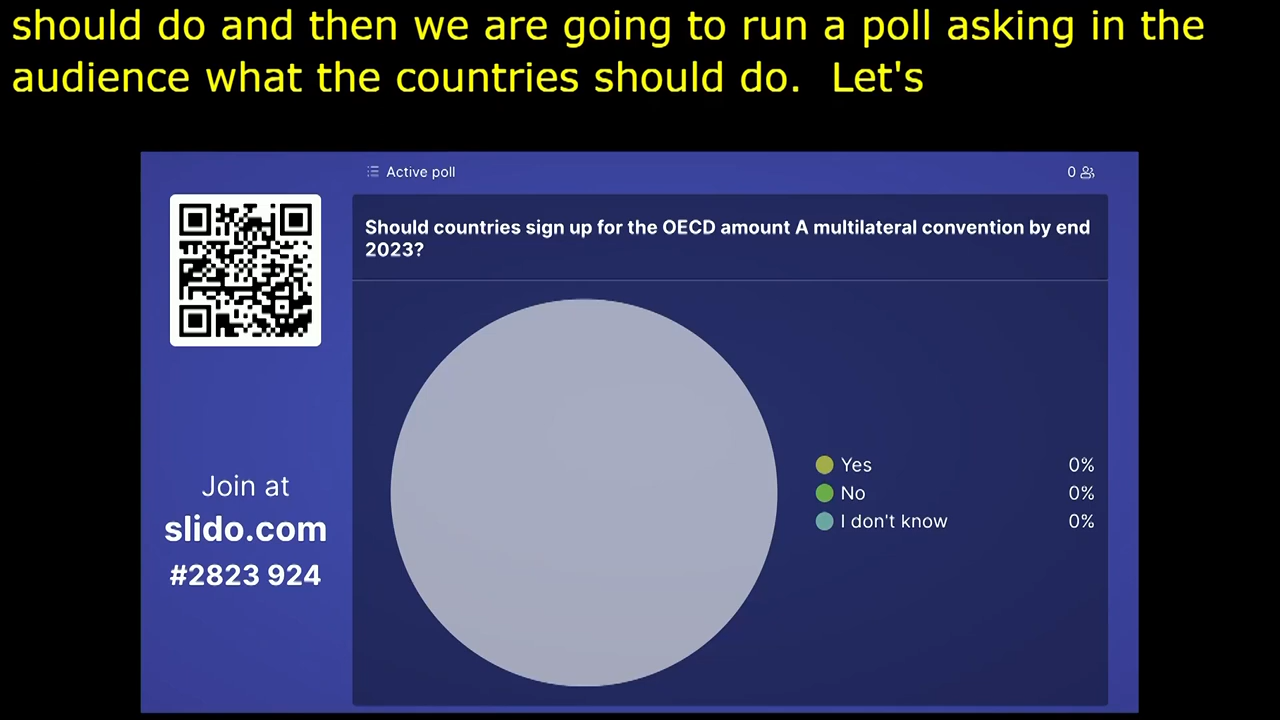 should do and then we are going to run a poll asking in the
audience what the countries should do.  Let's
Active poll
0
Should countries sign up for the OECD amount A multilateral convention by end
2023?
Join at
slido.com
#2823 924
Yes 0%
No 0%
I don't know 0%